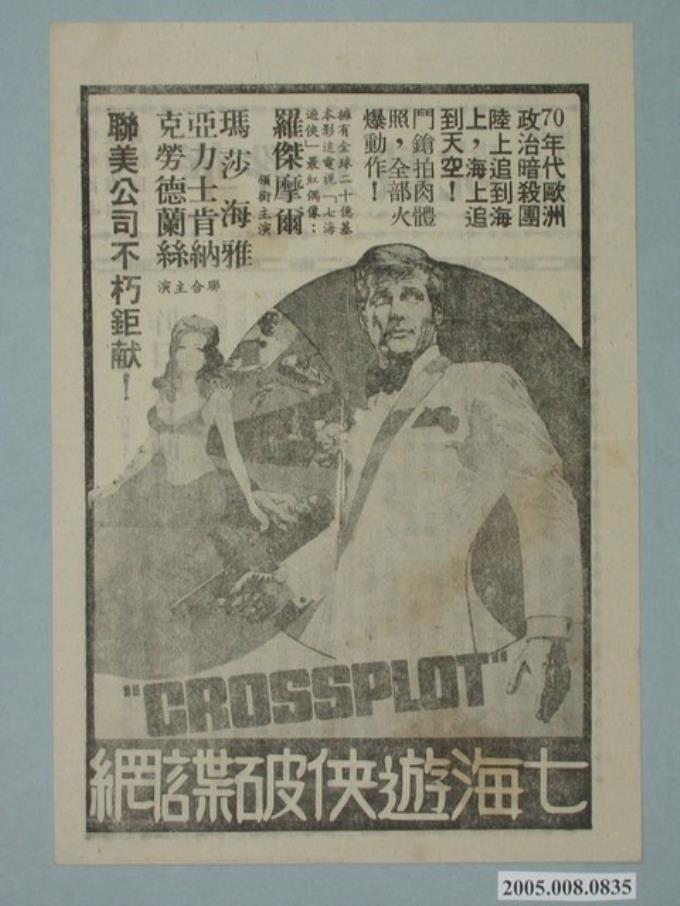 70年代歐洲
政治暗殺團
陸上追到海
上，海上追
到天空！
鬥鎗拍肉體
照，全部火
爆動作！
擁有全球二十億基
本影迷電視「七海
遊俠」最紅偶像：
羅傑摩爾
領銜主演
瑪莎海雅
亞力士肯納
克勞德蘭絲
聯合主演
聯美公司不朽鉅献！
"CROSSPLOT"
七海遊俠破諜網
2005.008.0835